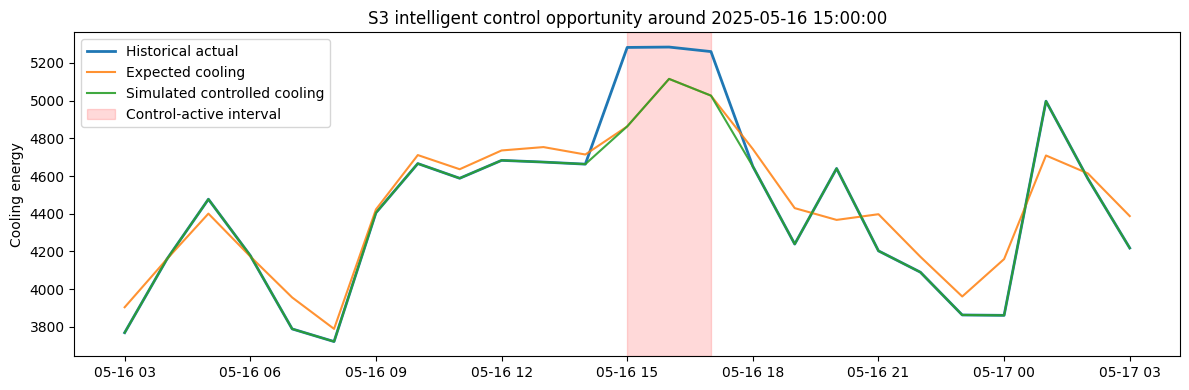 S3 intelligent control opportunity around 2025-05-16 15:00:00
Historical actual
Expected cooling
Simulated controlled cooling
Control-active interval
Cooling energy
5200
5000
4800
4600
4400
4200
4000
3800
05-16 03
05-16 06
05-16 09
05-16 12
05-16 15
05-16 18
05-16 21
05-17 00
05-17 03